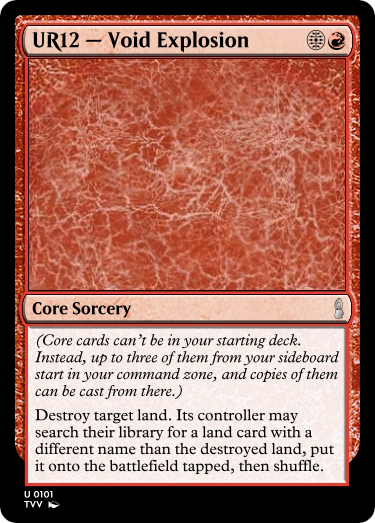 UR12 — Void Explosion
Core Sorcery
(Core cards can't be in your starting deck.
Instead, up to three of them from your sideboard
start in your command zone, and copies of them
can be cast from there.)
Destroy target land. Its controller may
search their library for a land card with a
different name than the destroyed land, put
it onto the battlefield tapped, then shuffle.
U 0101
TVV